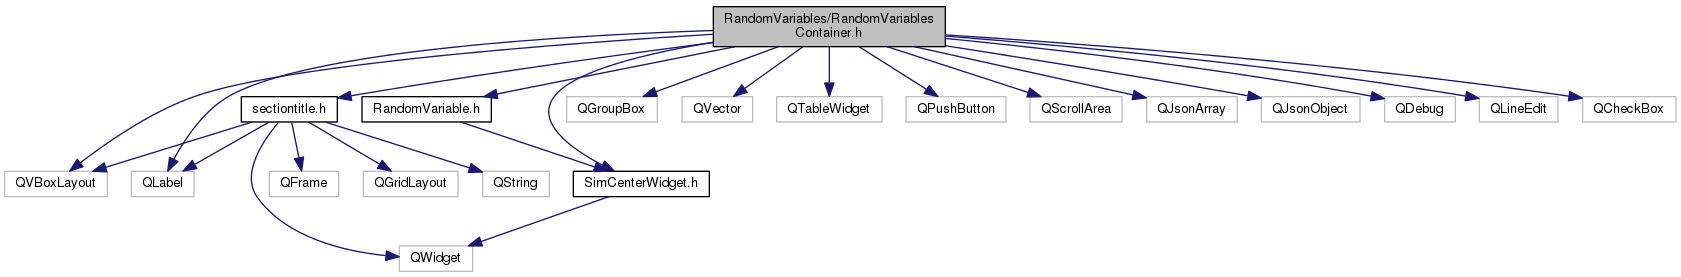 RandomVariables/RandomVariables
Container.h
sectiontitle.h
RandomVariable.h
QGroupBox
QVector
QTableWidget
QPushButton
QScrollArea
QJsonArray
QJsonObject
QDebug
QLineEdit
QCheckBox
QVBoxLayout
QLabel
QFrame
QGridLayout
QString
SimCenterWidget.h
QWidget